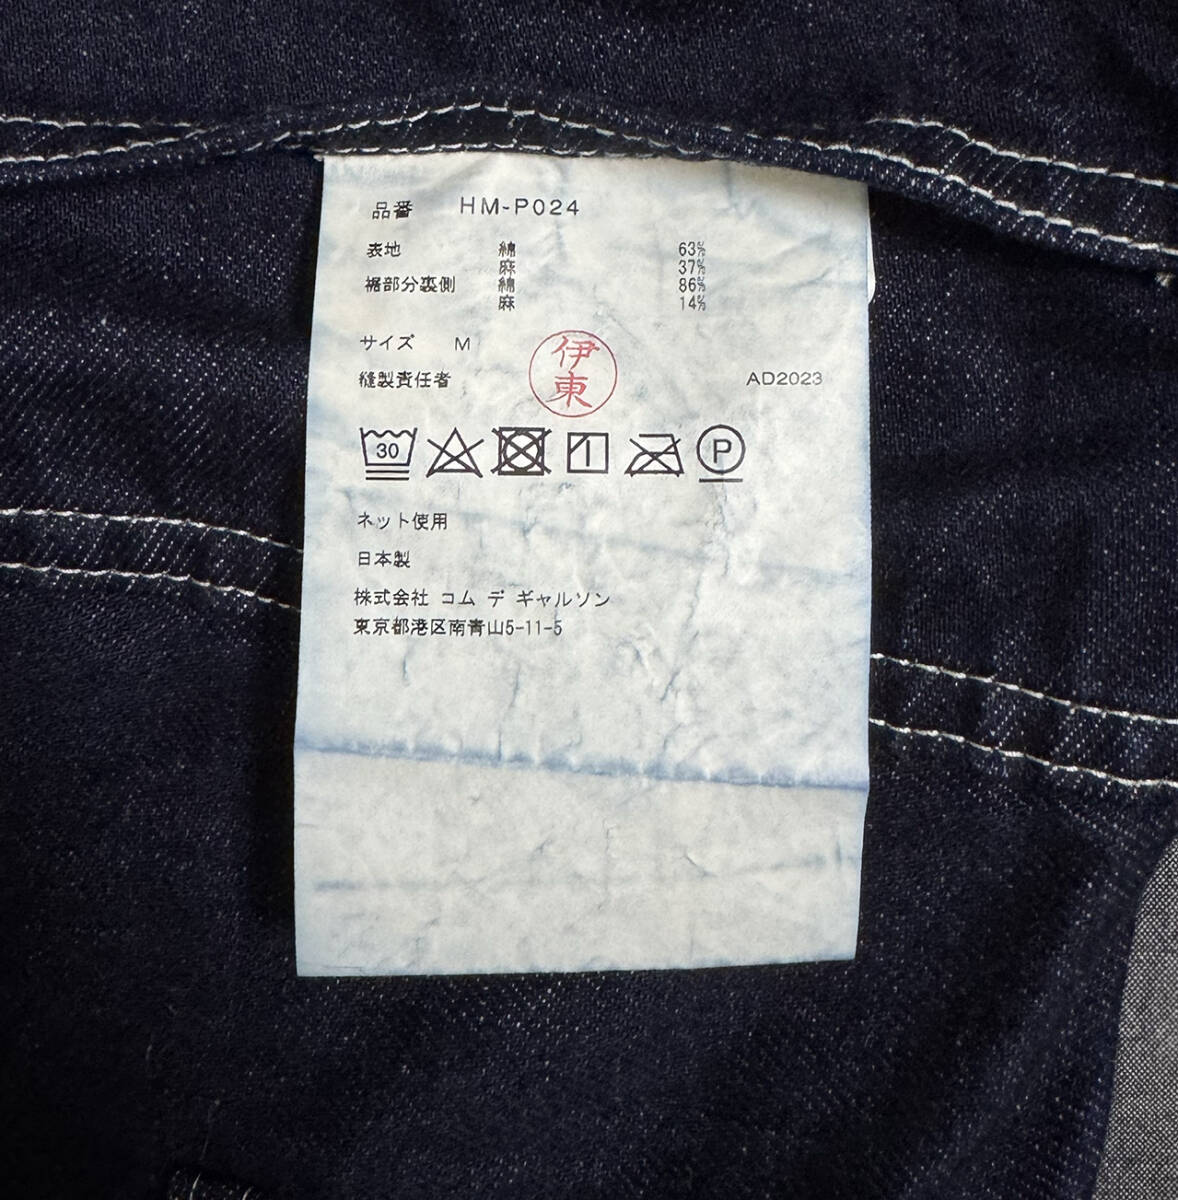 品番 HM-P024
表地 綿 63%
麻 37%
裾部分裏側 綿 86%
麻 14%
サイズ M
伊東
縫製責任者 AD2023
30 P
ネット使用
日本製
株式会社 コム デ ギャルソン
東京都港区南青山5-11-5